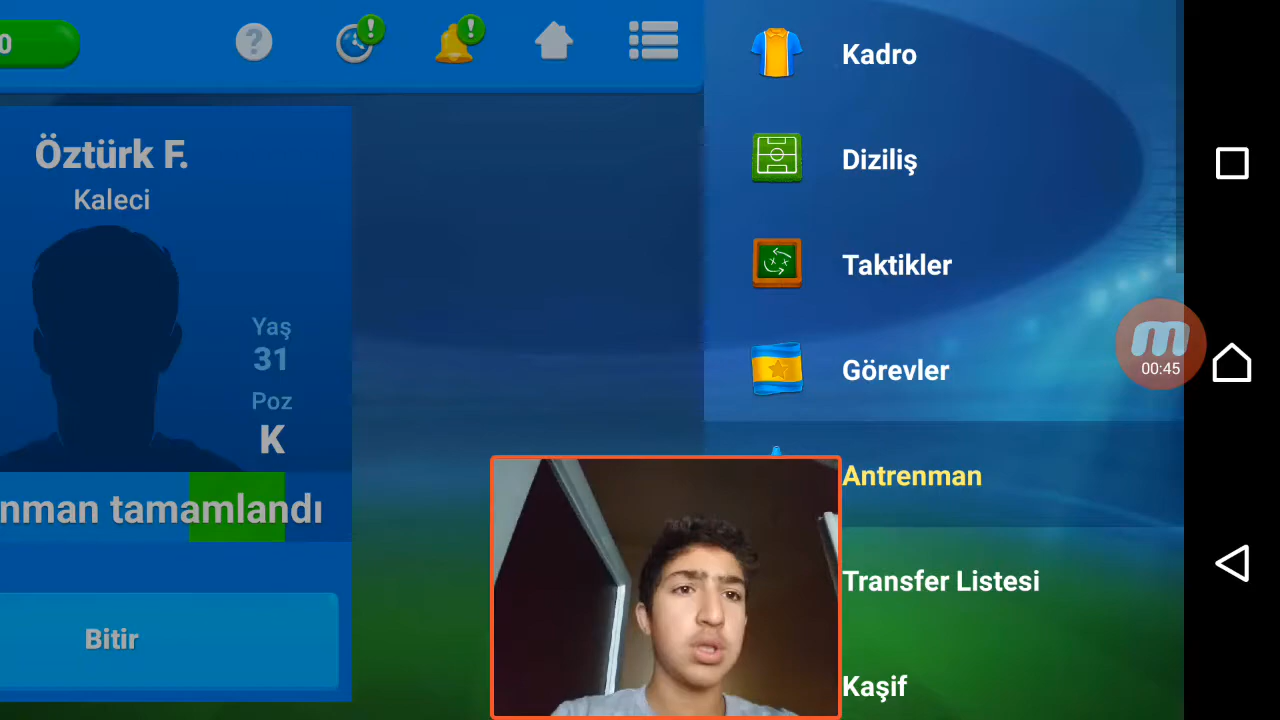 0
?
!
!
Öztürk F.
Kaleci
Yaş
31
Poz
K
nman tamamlandı
Bitir
Kadro
Diziliş
Taktikler
Görevler
Antrenman
Transfer Listesi
Kaşif
m
00:45